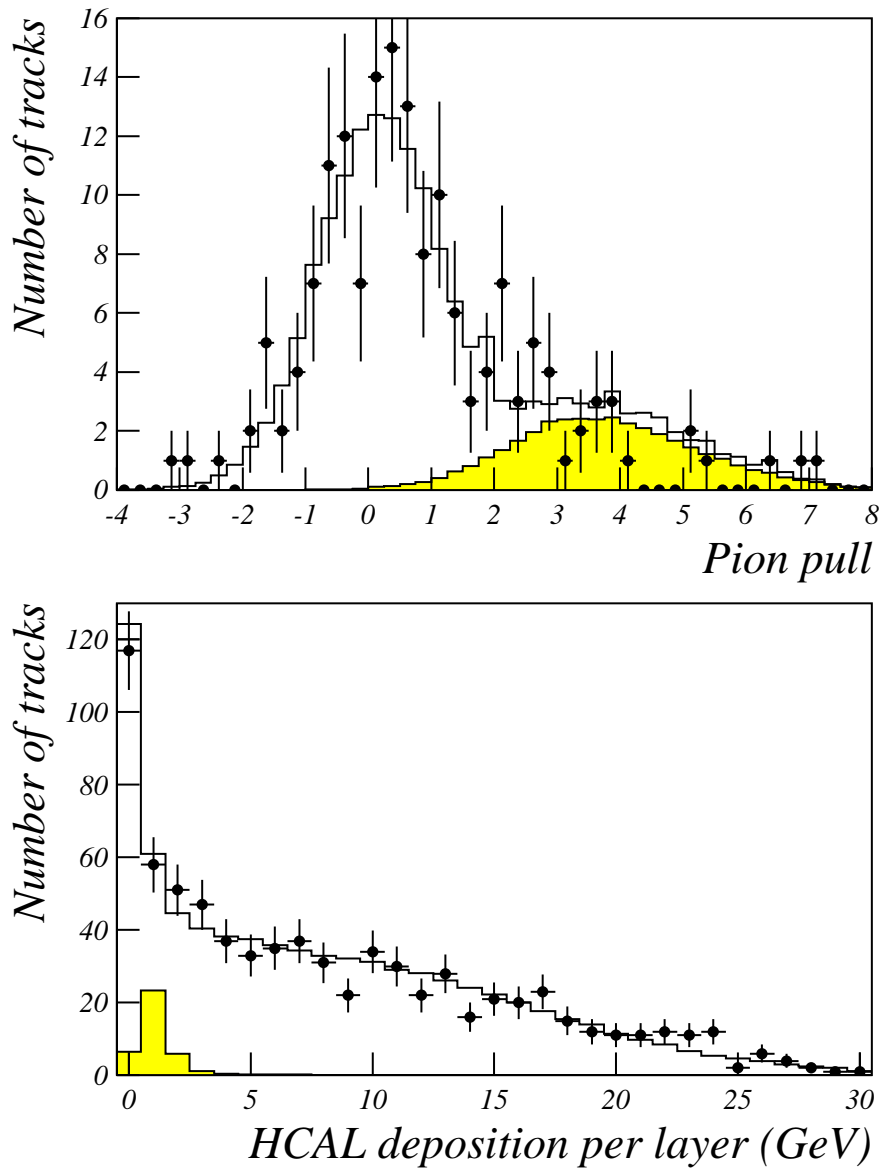 Number of tracks
16
14
12
10
8
6
4
2
0
-4 -3 -2 -1 0 1 2 3 4 5 6 7 8
Pion pull
Number of tracks
120
100
80
60
40
20
0
0 5 10 15 20 25 30
HCAL deposition per layer (GeV)